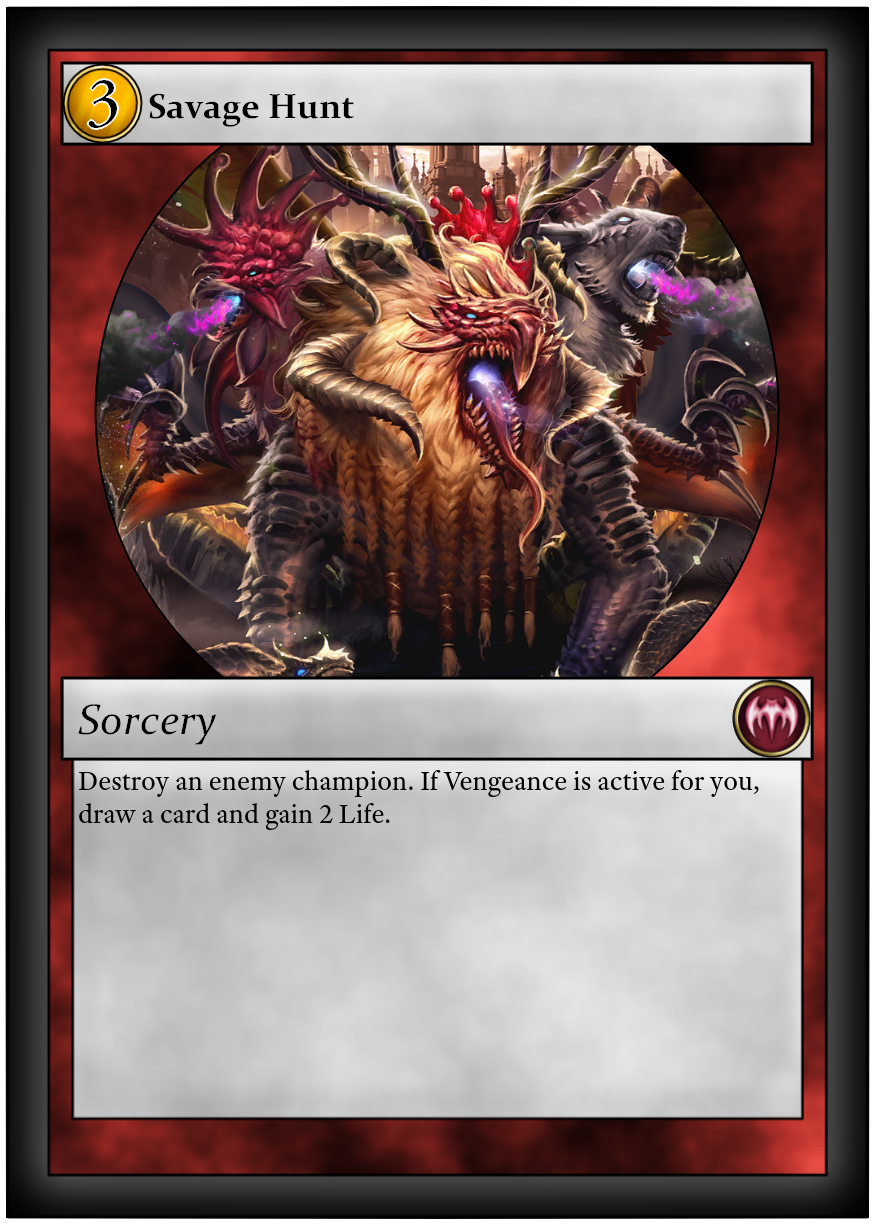 3 Savage Hunt
Sorcery
Destroy an enemy champion. If Vengeance is active for you,
draw a card and gain 2 Life.